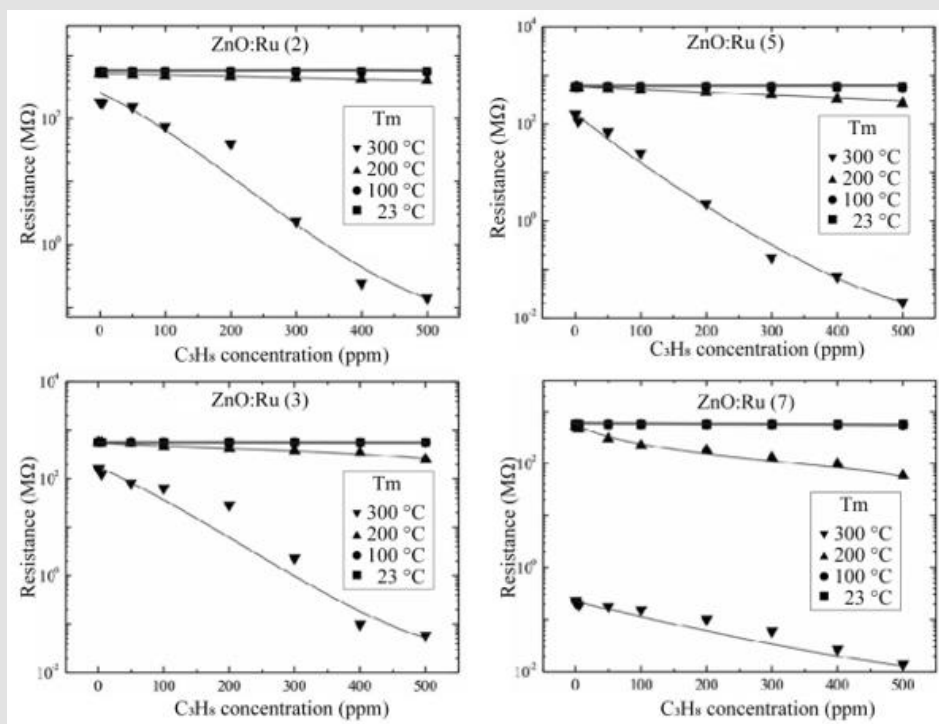 ZnO:Ru (2)
Resistance (MΩ)
10²
10⁰
Tm
300 °C
200 °C
100 °C
23 °C
0 100 200 300 400 500
C₃H₈ concentration (ppm)
ZnO:Ru (5)
Resistance (MΩ)
10⁴
10²
10⁰
10⁻²
Tm
300 °C
200 °C
100 °C
23 °C
0 100 200 300 400 500
C₃H₈ concentration (ppm)
ZnO:Ru (3)
Resistance (MΩ)
10⁴
10²
10⁰
10⁻²
Tm
300 °C
200 °C
100 °C
23 °C
0 100 200 300 400 500
C₃H₈ concentration (ppm)
ZnO:Ru (7)
Resistance (MΩ)
10²
10⁰
10⁻²
Tm
300 °C
200 °C
100 °C
23 °C
0 100 200 300 400 500
C₃H₈ concentration (ppm)